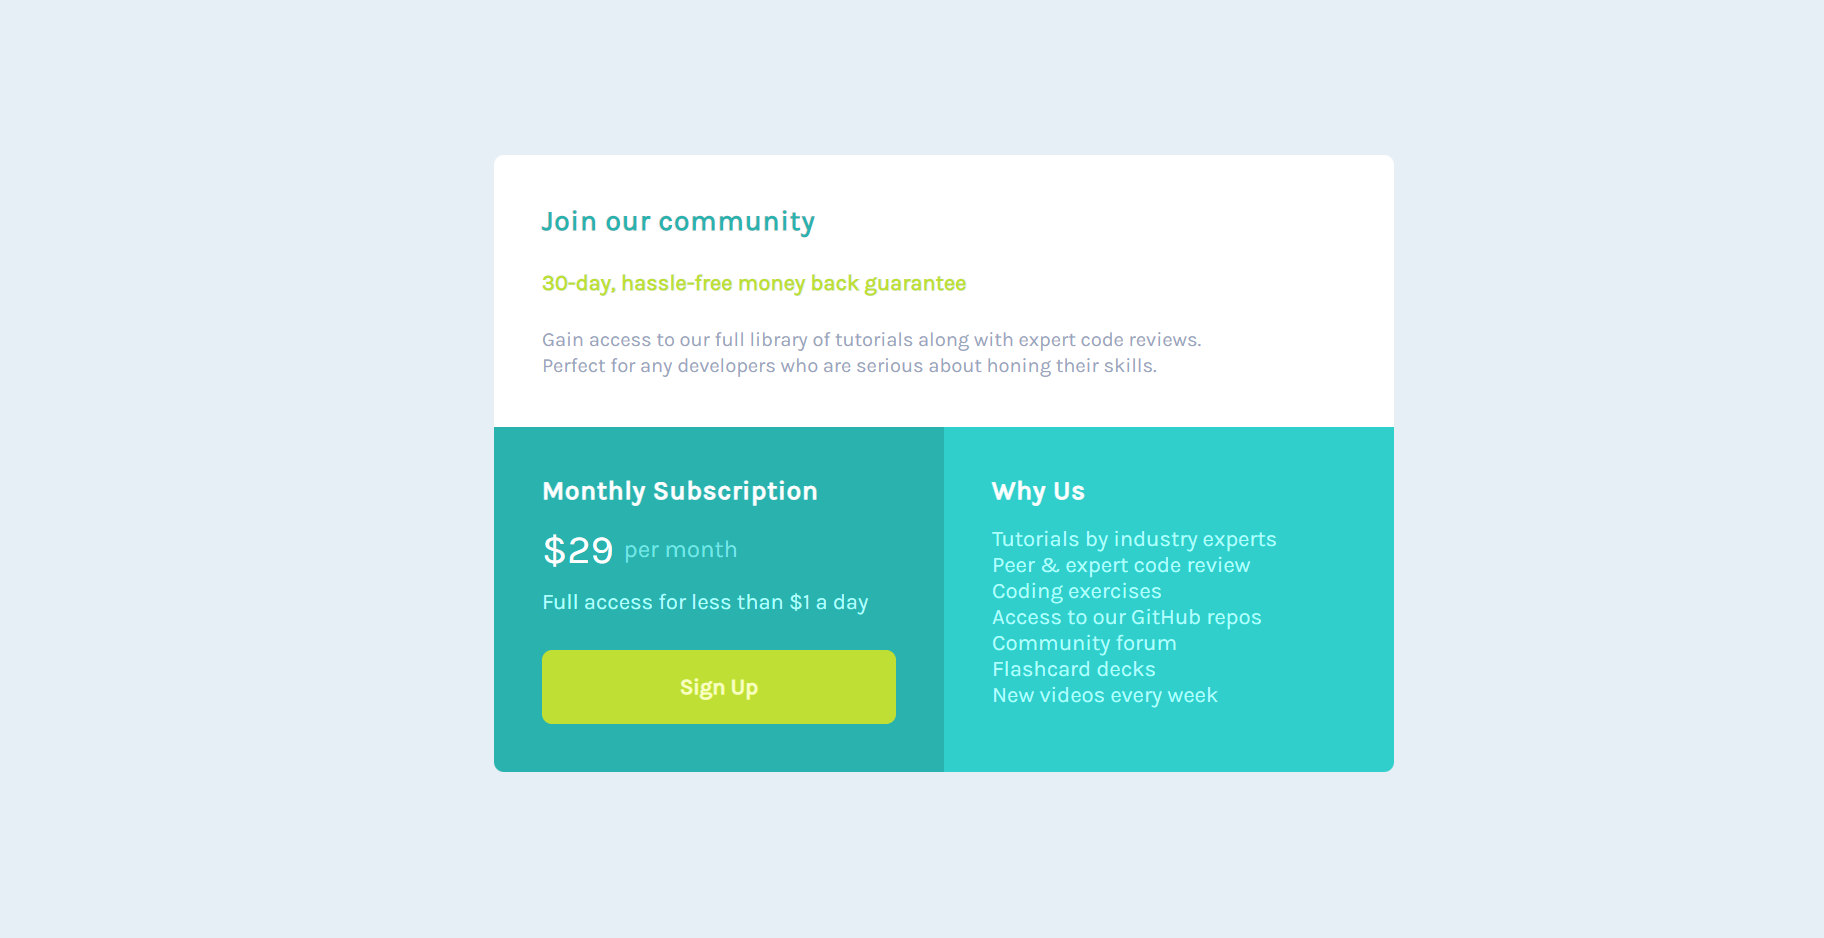 Join our community
30-day, hassle-free money back guarantee
Gain access to our full library of tutorials along with expert code reviews.
Perfect for any developers who are serious about honing their skills.
Monthly Subscription
$29 per month
Full access for less than $1 a day
Sign Up
Why Us
Tutorials by industry experts
Peer & expert code review
Coding exercises
Access to our GitHub repos
Community forum
Flashcard decks
New videos every week